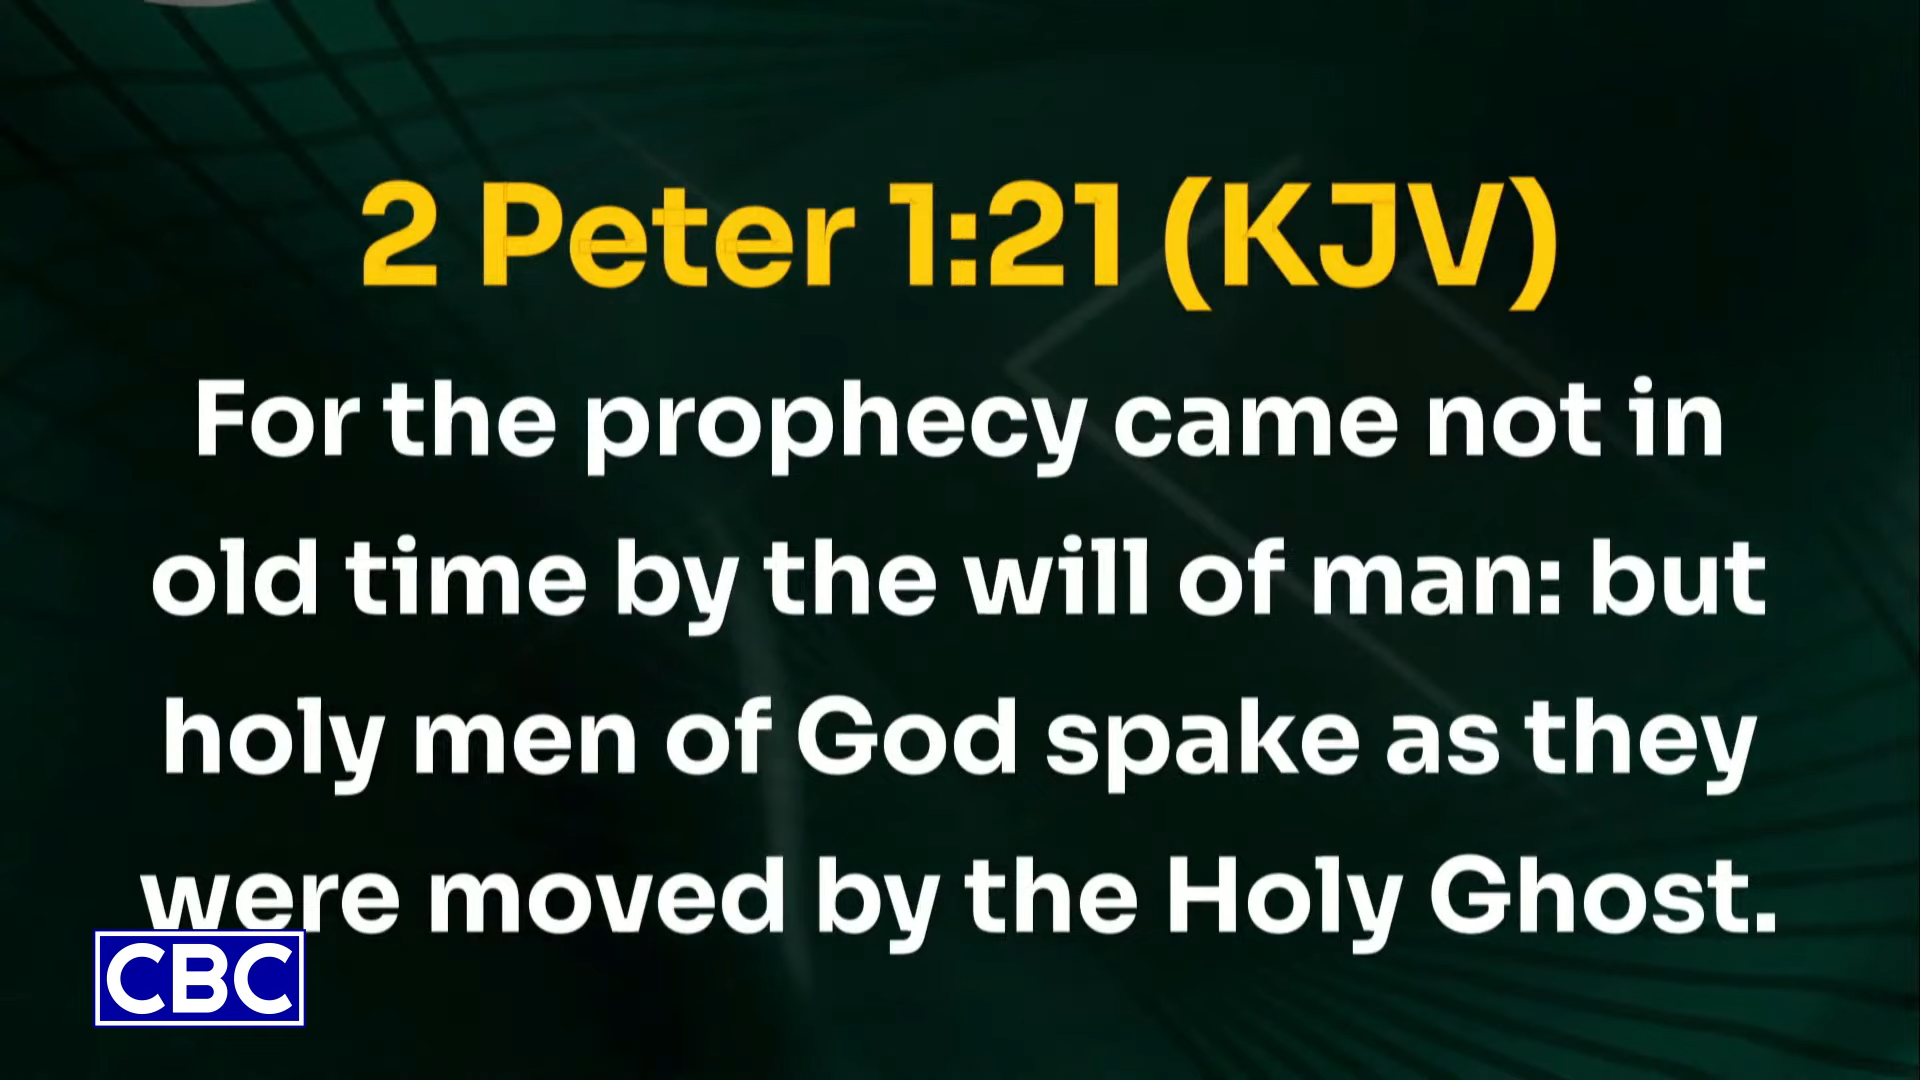 2 Peter 1:21 (KJV)
For the prophecy came not in
old time by the will of man: but
holy men of God spake as they
were moved by the Holy Ghost.
CBC